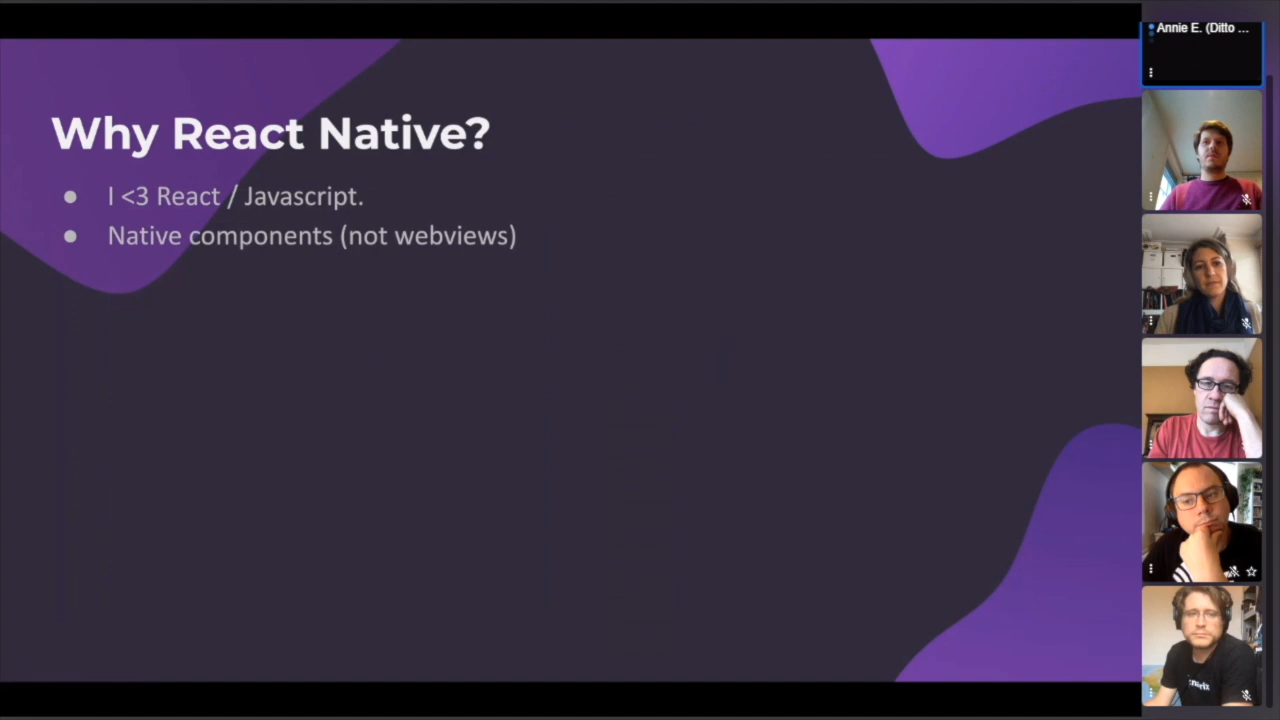 Annie E. (Ditto ...
Why React Native?
● I <3 React / Javascript.
● Native components (not webviews)